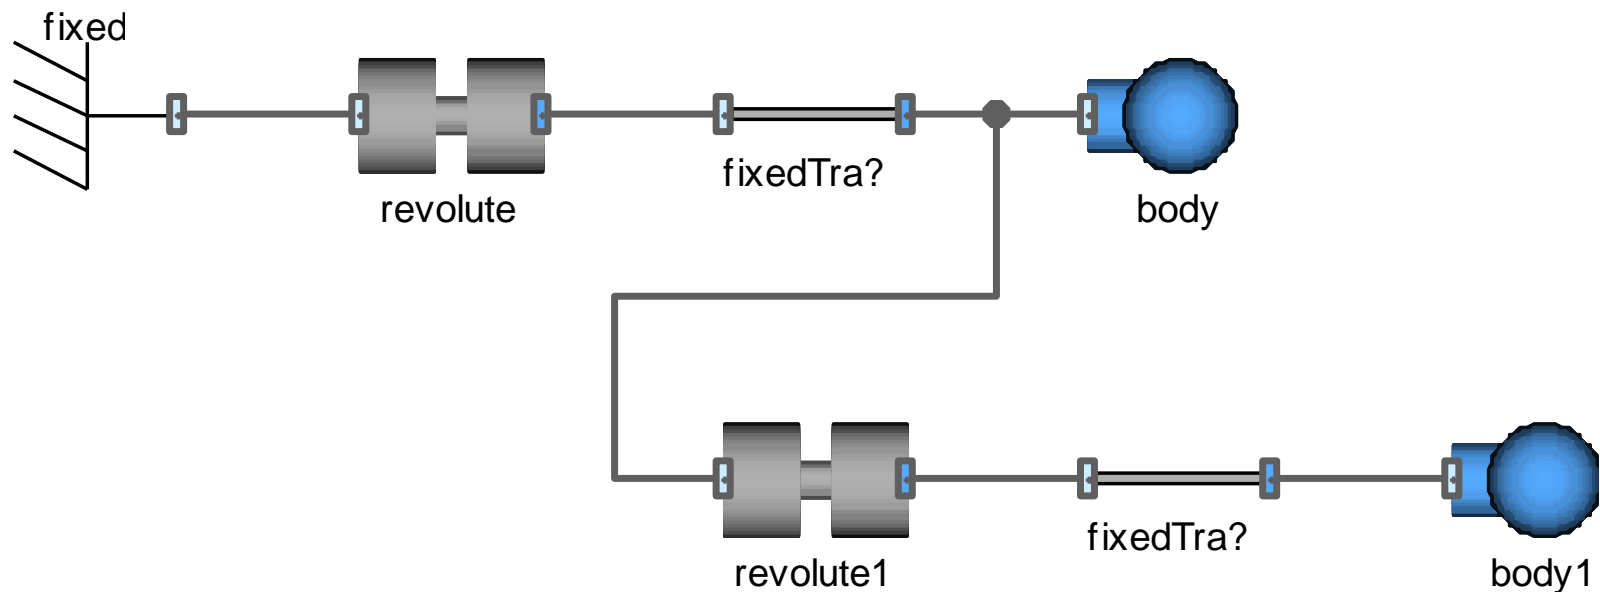 fixed
revolute
fixedTra?
body
revolute1
fixedTra?
body1